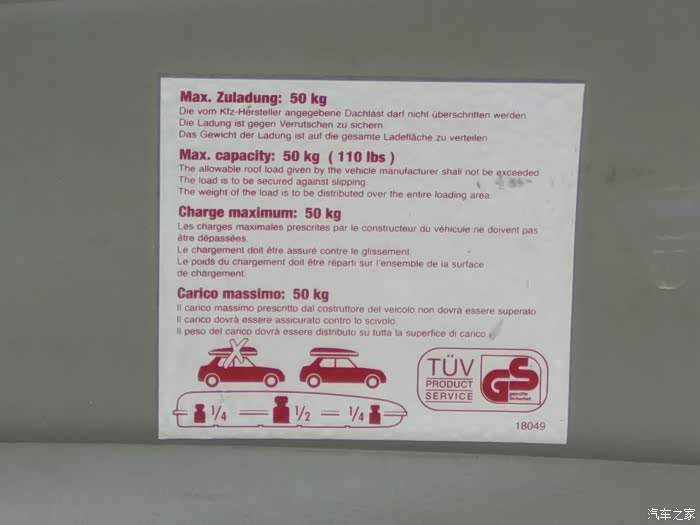 Max. Zuladung: 50 kg
Die vom Kfz-Hersteller angegebene Dachlast darf nicht überschritten werden
Die Ladung ist gegen Verrutschen zu sichern
Das Gewicht der Ladung ist auf die gesamte Ladefläche zu verteilen
Max. capacity: 50 kg ( 110 lbs )
The allowable roof load given by the vehicle manufacturer shall not be exceeded
The load is to be secured against slipping.
The weight of the load is to be distributed over the entire loading area
Charge maximum: 50 kg
Les charges maximales prescrites par le constructeur du véhicule ne doivent pas
être dépassées.
Le chargement doit être assuré contre le glissement
Le poids du chargement doit être réparti sur l'ensemble de la surface
de chargement.
Carico massimo: 50 kg
Il carico massimo prescritto dal costruttore del veicolo non dovrà essere superato
Il carico dovrà essere assicurato contro lo scivolo.
Il peso del carico dovrà essere distributo su tutta la superfice di carico.
TÜV
PRODUCT
SERVICE
GS
geprüfte
Sicherheit
1/4 1/2 1/4
18049
汽车之家